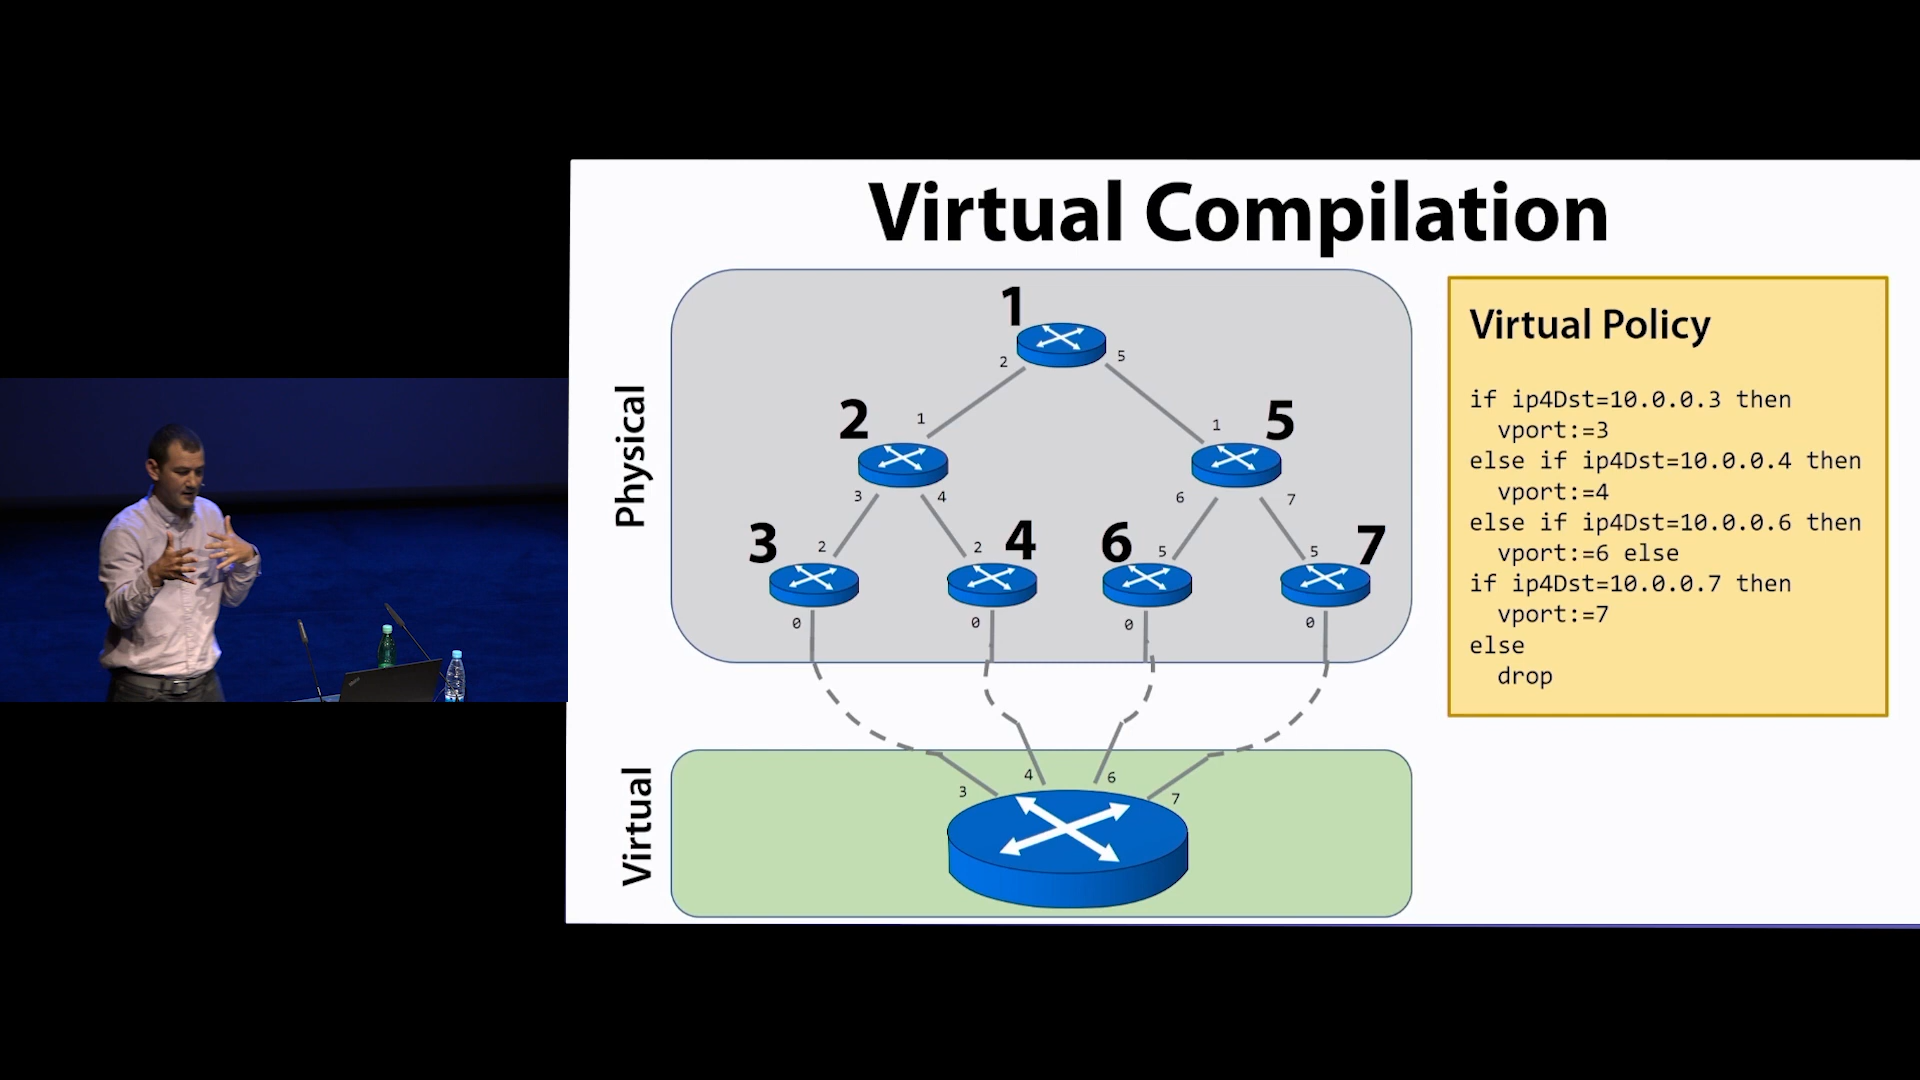 Virtual Compilation
Physical
1
2 5
2 1 1 5
3 4 6 7
3 2 2 4 6 5 5 7
0 0 0 0
Virtual
3 4 6 7
Virtual Policy
if ip4Dst=10.0.0.3 then
vport:=3
else if ip4Dst=10.0.0.4 then
vport:=4
else if ip4Dst=10.0.0.6 then
vport:=6 else
if ip4Dst=10.0.0.7 then
vport:=7
else
drop